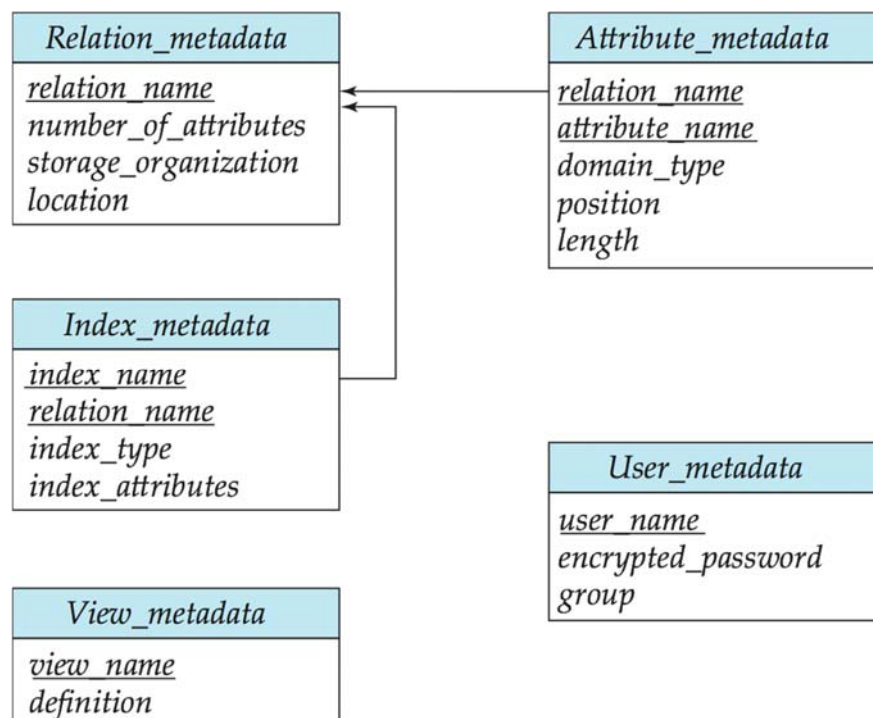 Relation_metadata
relation_name
number_of_attributes
storage_organization
location
Attribute_metadata
relation_name
attribute_name
domain_type
position
length
Index_metadata
index_name
relation_name
index_type
index_attributes
User_metadata
user_name
encrypted_password
group
View_metadata
view_name
definition